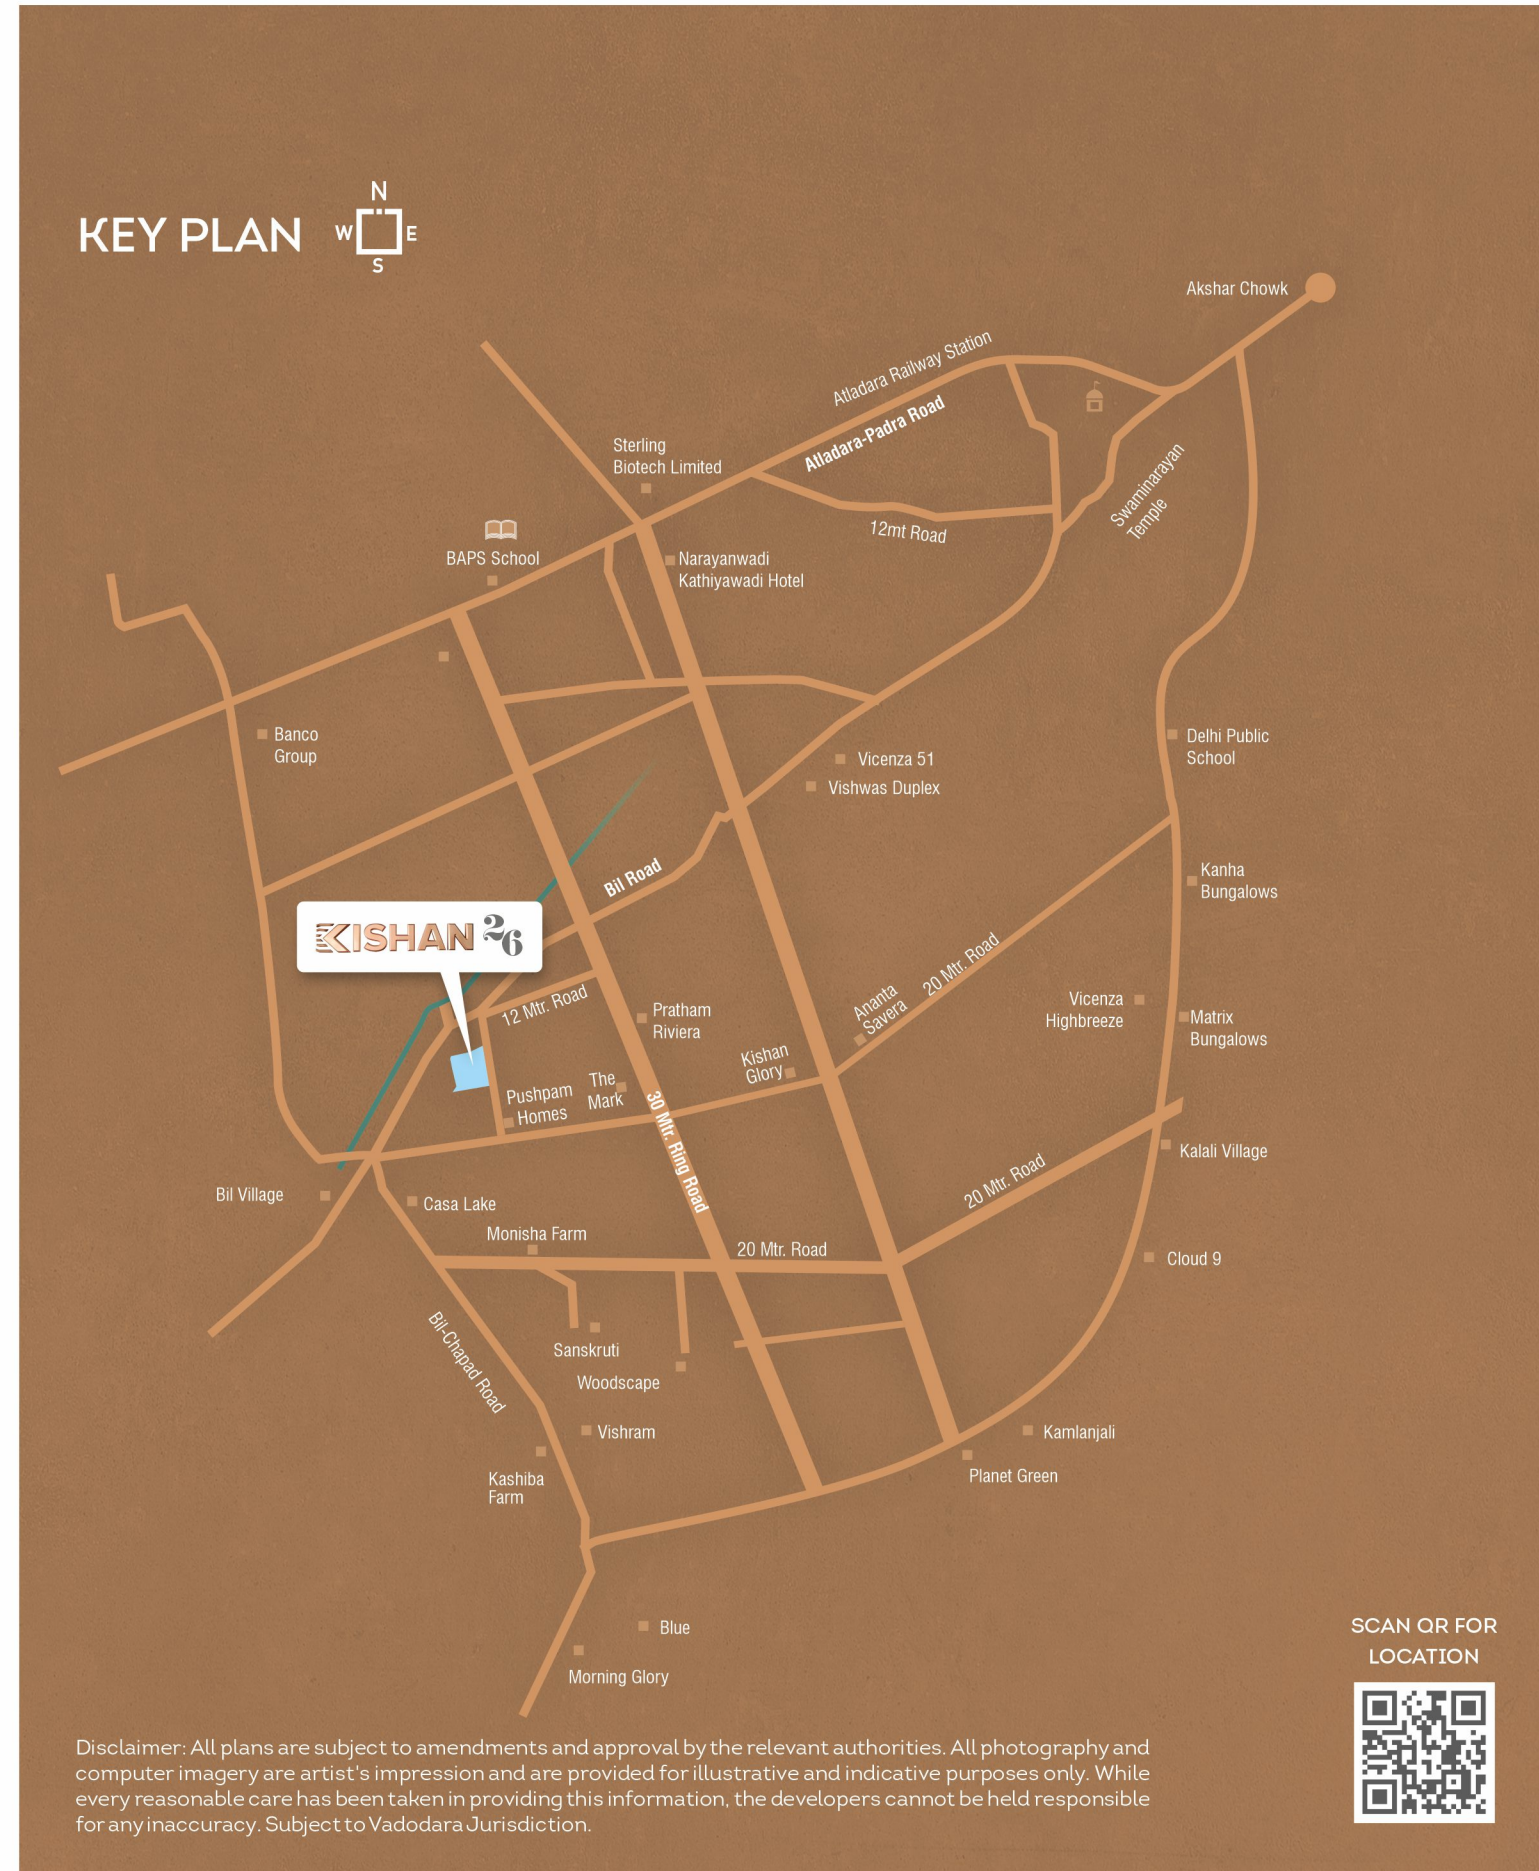 KEY PLAN
N
W
E
S
Akshar Chowk
Atladara Railway Station
Atladara-Padra Road
Sterling
Biotech Limited
Swaminarayan
Temple
12mt Road
BAPS School
Narayanwadi
Kathiyawadi Hotel
Banco
Group
Delhi Public
School
Vicenza 51
Vishwas Duplex
Bil Road
Kanha
Bungalows
KISHAN 26
20 Mtr. Road
Ananta
Savera
12 Mtr. Road
Pratham
Riviera
Vicenza
Highbreeze
Matrix
Bungalows
Kishan
Glory
The
Mark
Pushpam
Homes
30 Mtr. Ring Road
Kalali Village
20 Mtr. Road
Bil Village
Casa Lake
Monisha Farm
20 Mtr. Road
Cloud 9
Bil-Chapad Road
Sanskruti
Woodscape
Vishram
Kamlanjali
Kashiba
Farm
Planet Green
Blue
Morning Glory
SCAN QR FOR
LOCATION
Disclaimer: All plans are subject to amendments and approval by the relevant authorities. All photography and
computer imagery are artist's impression and are provided for illustrative and indicative purposes only. While
every reasonable care has been taken in providing this information, the developers cannot be held responsible
for any inaccuracy. Subject to Vadodara Jurisdiction.